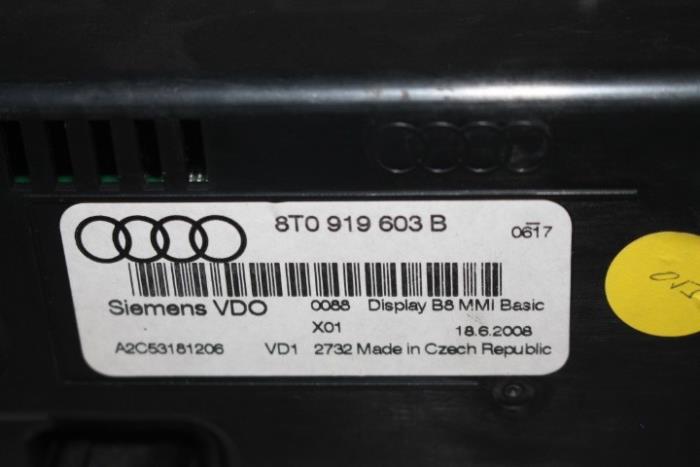 8T0 919 603 B
0617
Siemens VDO 0088 Display B8 MMI Basic
X01 18.6.2008
A2C53181206 VD1 2732 Made in Czech Republic